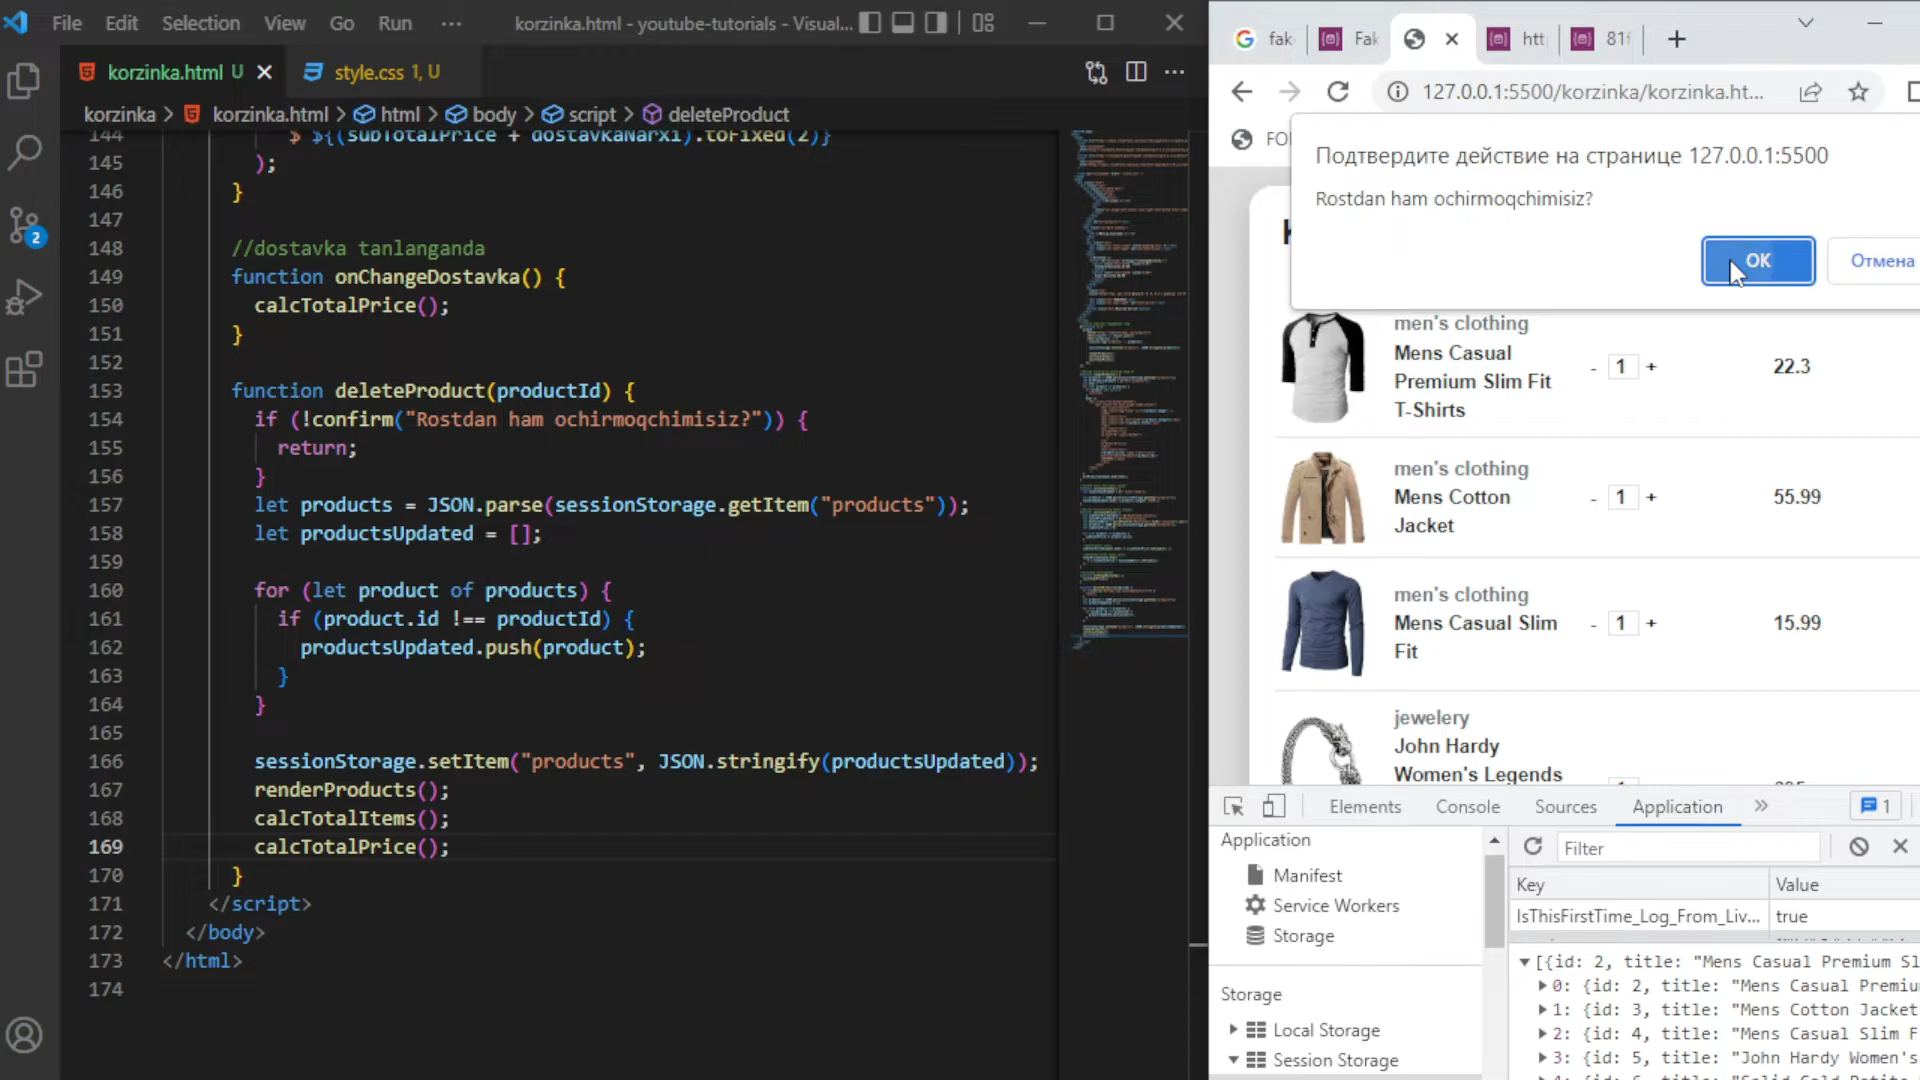 File Edit Selection View Go Run ··· korzinka.html - youtube-tutorials - Visual...
korzinka.html U style.css 1, U
korzinka > korzinka.html > html > body > script > deleteProduct
144 $ ${(subTotalPrice + dostavkaNarxi).toFixed(2)}
145 );
146 }
147
148 //dostavka tanlanganda
149 function onChangeDostavka() {
150 calcTotalPrice();
151 }
152
153 function deleteProduct(productId) {
154 if (!confirm("Rostdan ham ochirmoqchimisiz?")) {
155 return;
156 }
157 let products = JSON.parse(sessionStorage.getItem("products"));
158 let productsUpdated = [];
159
160 for (let product of products) {
161 if (product.id !== productId) {
162 productsUpdated.push(product);
163 }
164 }
165
166 sessionStorage.setItem("products", JSON.stringify(productsUpdated));
167 renderProducts();
168 calcTotalItems();
169 calcTotalPrice();
170 }
171 </script>
172 </body>
173 </html>
174
2
fak Fak htt 81f
127.0.0.1:5500/korzinka/korzinka.ht...
Подтвердите действие на странице 127.0.0.1:5500
Rostdan ham ochirmoqchimisiz?
OK Отмена
men's clothing
Mens Casual
Premium Slim Fit
T-Shirts
- 1 + 22.3
men's clothing
Mens Cotton
Jacket
- 1 + 55.99
men's clothing
Mens Casual Slim
Fit
- 1 + 15.99
jewelery
John Hardy
Women's Legends
Elements Console Sources Application 1
Application
Manifest
Service Workers
Storage
Storage
Local Storage
Session Storage
Filter
Key Value
IsThisFirstTime_Log_From_Liv... true
[{id: 2, title: "Mens Casual Premium Sl
0: {id: 2, title: "Mens Casual Premiu
1: {id: 3, title: "Mens Cotton Jacket
2: {id: 4, title: "Mens Casual Slim F
3: {id: 5, title: "John Hardy Women's